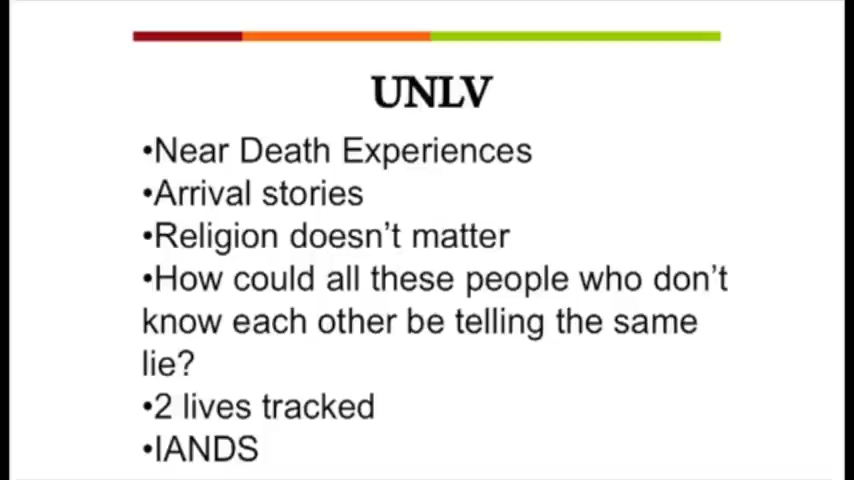 UNLV
•Near Death Experiences
•Arrival stories
•Religion doesn’t matter
•How could all these people who don’t
know each other be telling the same
lie?
•2 lives tracked
•IANDS